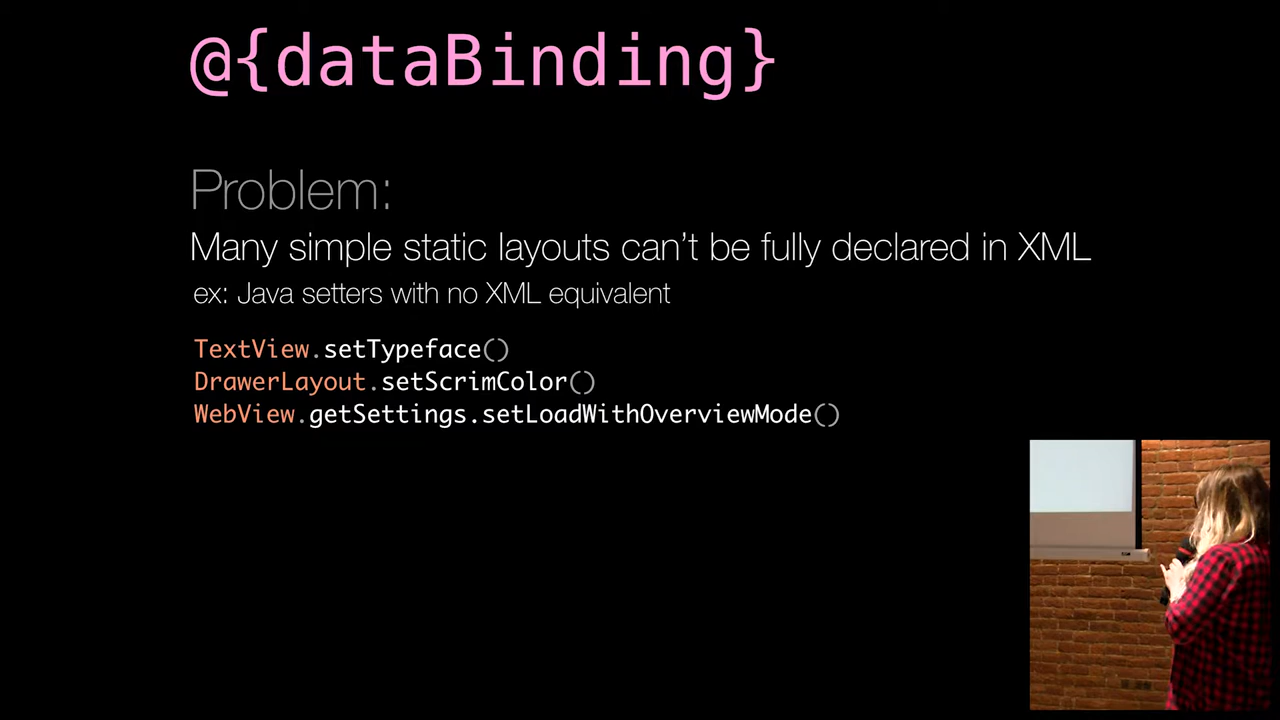 @{dataBinding}
Problem:
Many simple static layouts can't be fully declared in XML
ex: Java setters with no XML equivalent
TextView.setTypeface()
DrawerLayout.setScrimColor()
WebView.getSettings.setLoadWithOverviewMode()